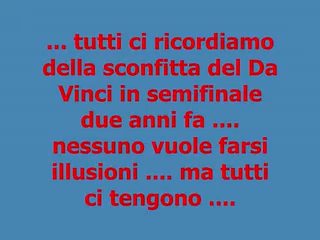 ... tutti ci ricordiamo
della sconfitta del Da
Vinci in semifinale
due anni fa ....
nessuno vuole farsi
illusioni .... ma tutti
ci tengono ....